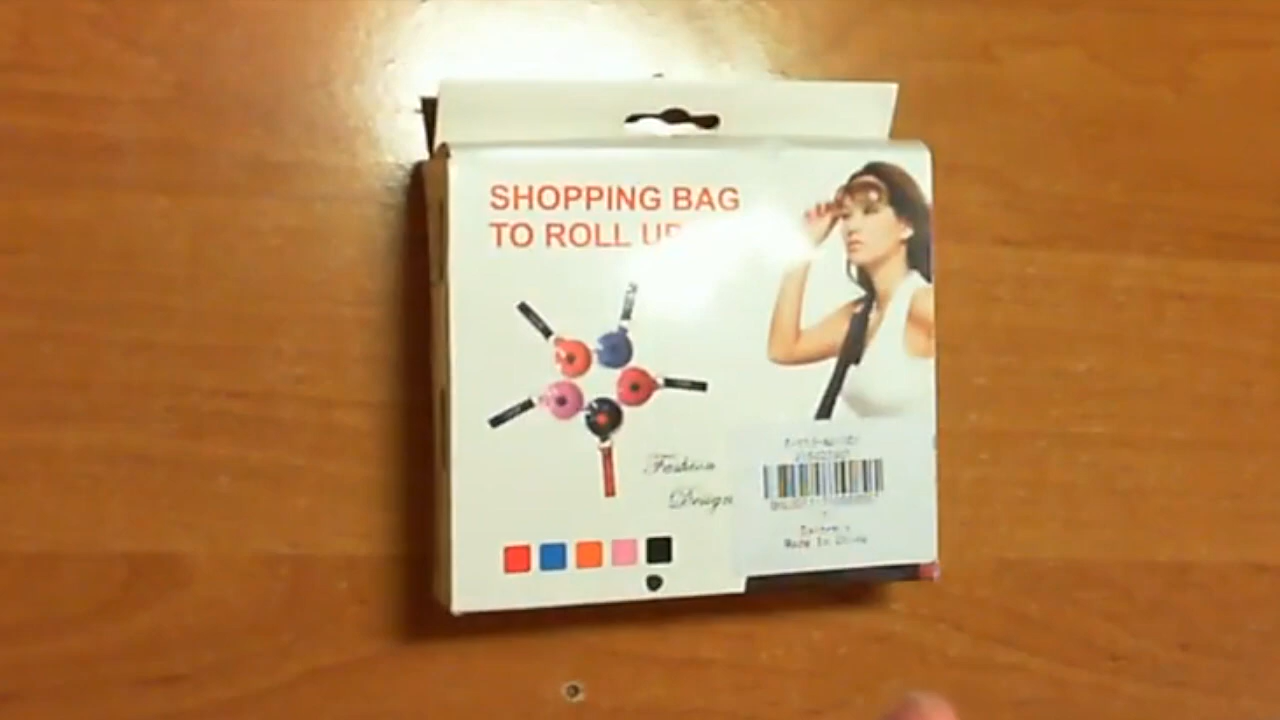 SHOPPING BAG
TO ROLL UP
Fashion
Design
Made In China